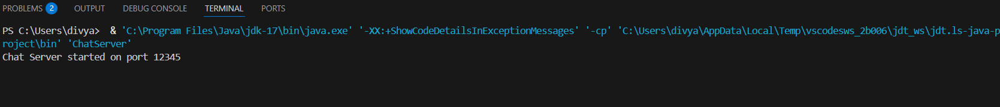 PROBLEMS 2 OUTPUT DEBUG CONSOLE TERMINAL PORTS
PS C:\Users\divya>  & 'C:\Program Files\Java\jdk-17\bin\java.exe' '-XX:+ShowCodeDetailsInExceptionMessages' '-cp' 'C:\Users\divya\AppData\Local\Temp\vscodesws_2b006\jdt_ws\jdt.ls-java-p
roject\bin' 'ChatServer'
Chat Server started on port 12345